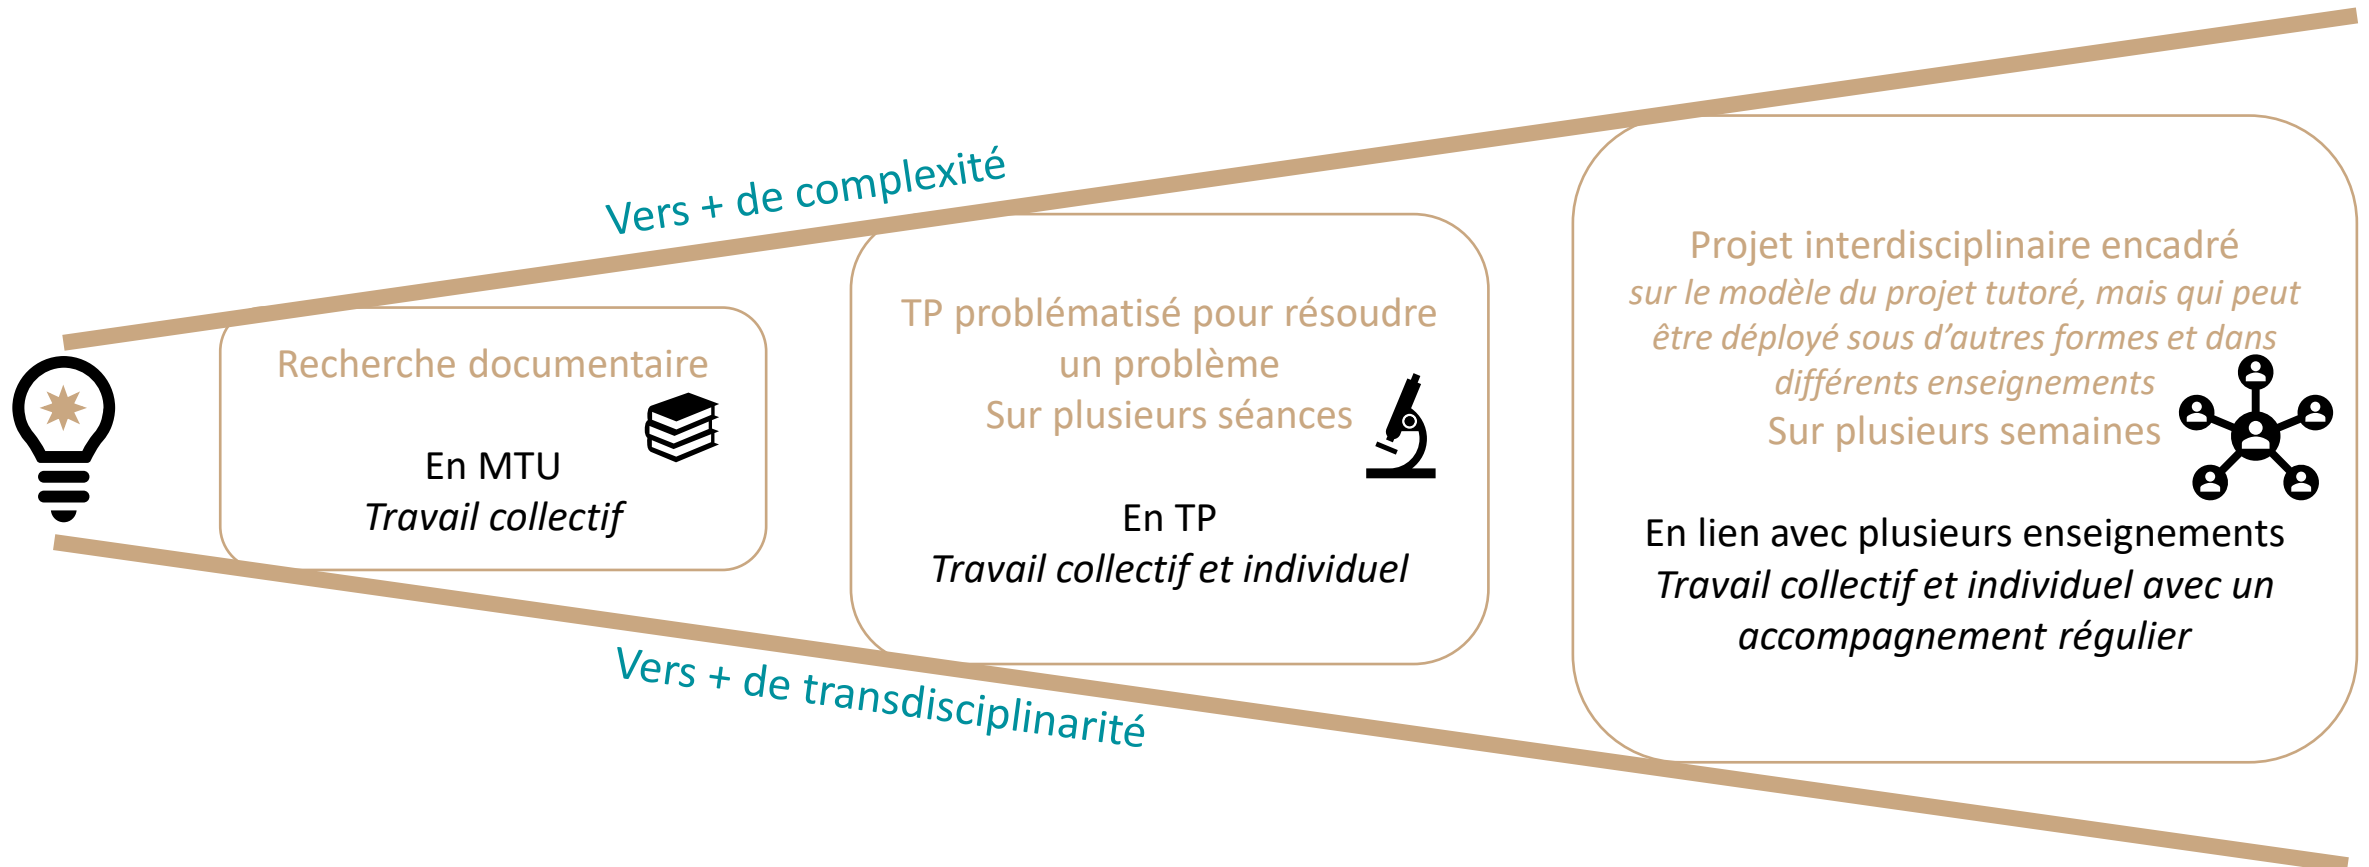 Vers + de complexité
Recherche documentaire
En MTU
Travail collectif
TP problématisé pour résoudre
un problème
Sur plusieurs séances
En TP
Travail collectif et individuel
Projet interdisciplinaire encadré
sur le modèle du projet tutoré, mais qui peut
être déployé sous d’autres formes et dans
différents enseignements
Sur plusieurs semaines
En lien avec plusieurs enseignements
Travail collectif et individuel avec un
accompagnement régulier
Vers + de transdisciplinarité